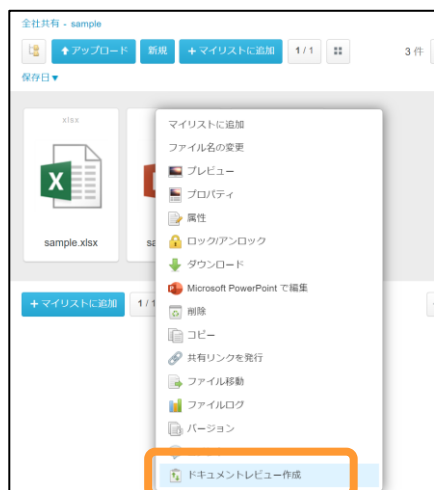 全社共有 - sample
アップロード 新規 +マイリストに追加 1 / 1 3 件
保存日▼
xlsx
sample.xlsx
sa
+マイリストに追加 1 / 1
マイリストに追加
ファイル名の変更
プレビュー
プロパティ
属性
ロック/アンロック
ダウンロード
Microsoft PowerPoint で編集
削除
コピー
共有リンクを発行
ファイル移動
ファイルログ
バージョン
ドキュメントレビュー作成